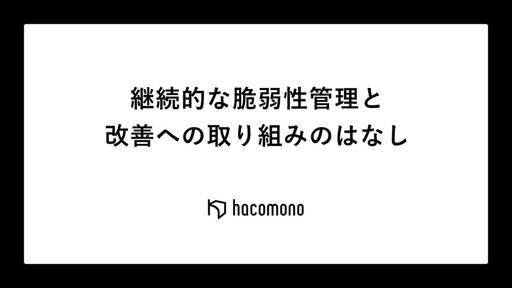 継続的な脆弱性管理と
改善への取り組みのはなし
hacomono